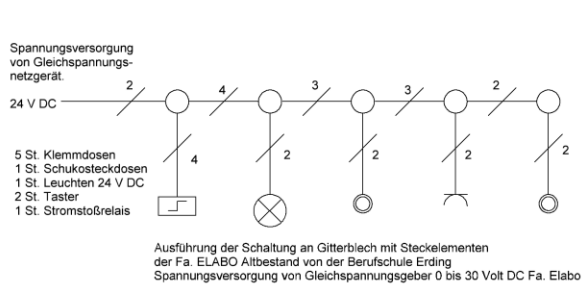 Spannungsversorgung
von Gleichspannungs-
netzgerät.
24 V DC
2
4
3
3
2
4
2
2
2
2
5 St. Klemmdosen
1 St. Schukosteckdosen
1 St. Leuchten 24 V DC
2 St. Taster
1 St. Stromstoßrelais
Ausführung der Schaltung an Gitterblech mit Steckelementen
der Fa. ELABO Altbestand von der Berufschule Erding
Spannungsversorgung von Gleichspannungsgeber 0 bis 30 Volt DC Fa. Elabo